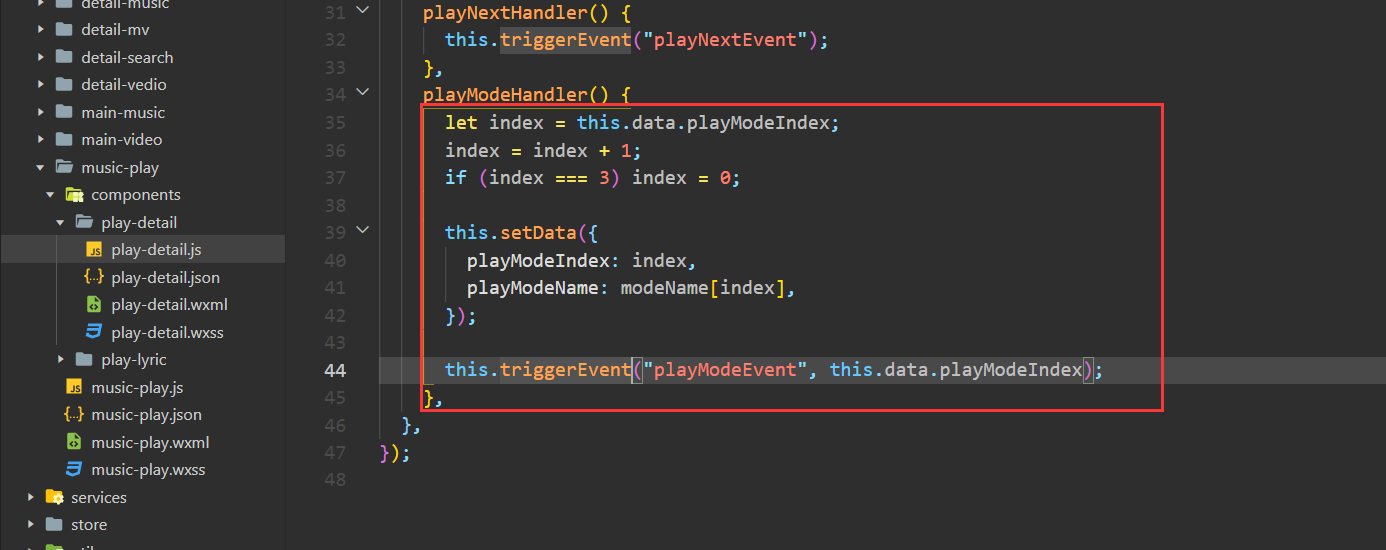 detail-music
detail-mv
detail-search
detail-vedio
main-music
main-video
music-play
components
play-detail
JS play-detail.js
{..} play-detail.json
play-detail.wxml
play-detail.wxss
play-lyric
JS music-play.js
{..} music-play.json
music-play.wxml
music-play.wxss
services
store
31 playNextHandler() {
32 this.triggerEvent("playNextEvent");
33 },
34 playModeHandler() {
35 let index = this.data.playModeIndex;
36 index = index + 1;
37 if (index === 3) index = 0;
38
39 this.setData({
40 playModeIndex: index,
41 playModeName: modeName[index],
42 });
43
44 this.triggerEvent("playModeEvent", this.data.playModeIndex);
45 },
46 },
47 });
48